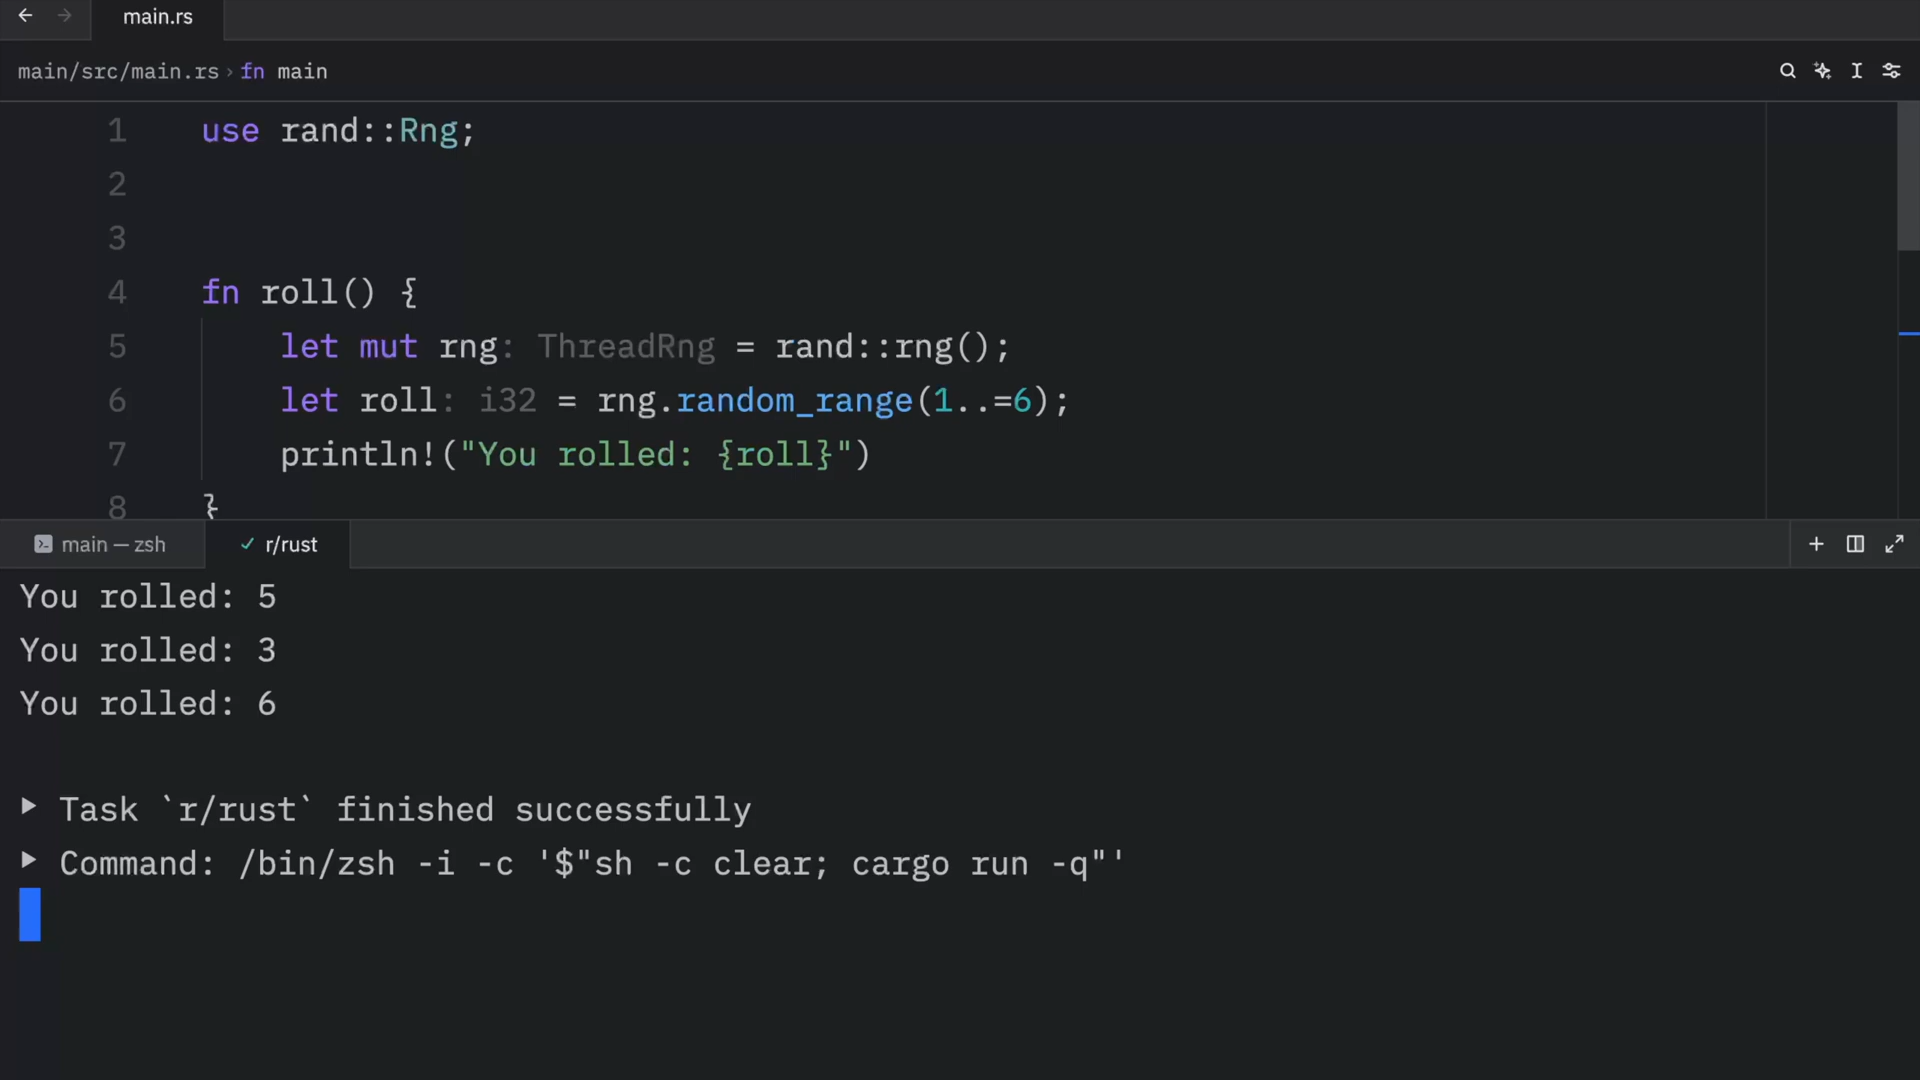 main.rs
main/src/main.rs › fn main
1 use rand::Rng;
2
3
4 fn roll() {
5 let mut rng: ThreadRng = rand::rng();
6 let roll: i32 = rng.random_range(1..=6);
7 println!("You rolled: {roll}")
8 }
main — zsh
✓ r/rust
You rolled: 5
You rolled: 3
You rolled: 6
Task `r/rust` finished successfully
Command: /bin/zsh -i -c '$"sh -c clear; cargo run -q"'